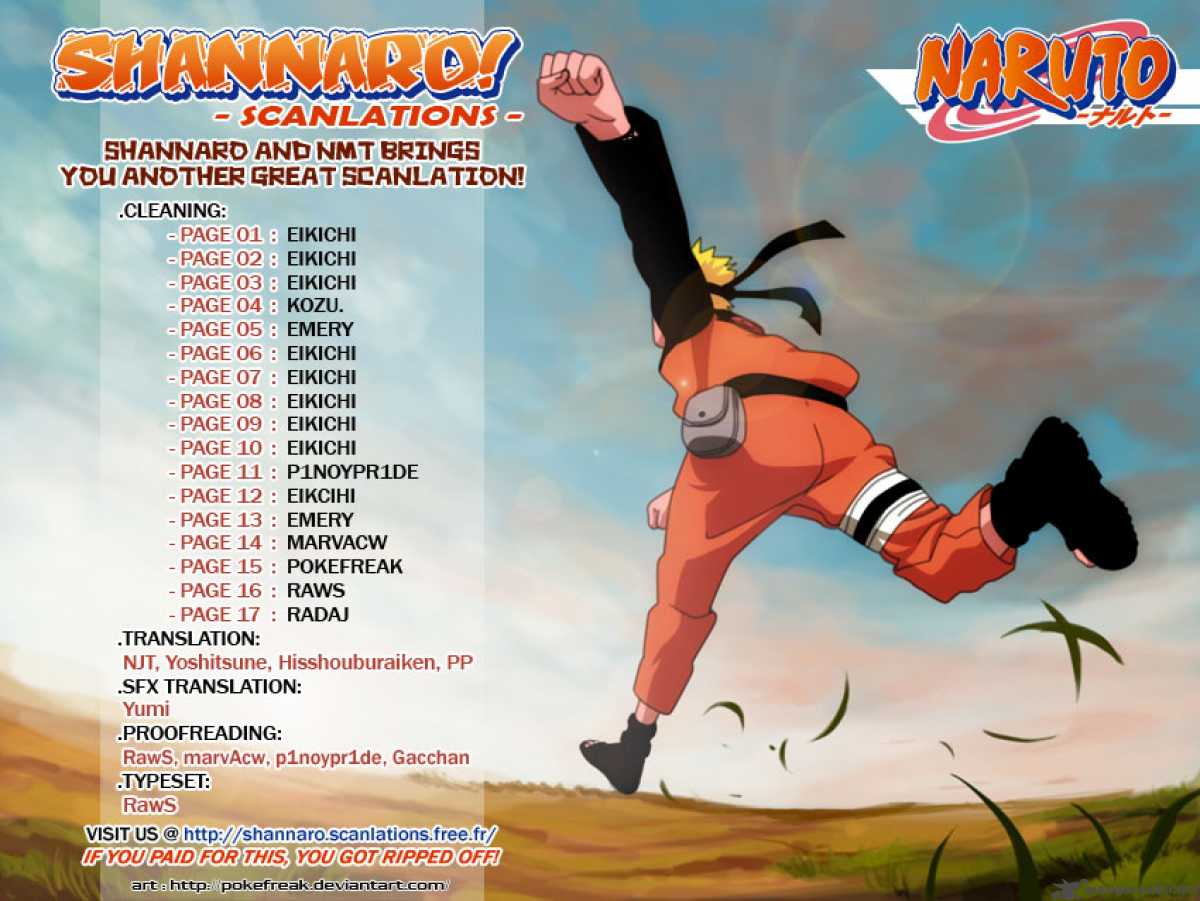 SHANNARO!
- SCANLATIONS -
NARUTO
-ナルト-
SHANNARO AND NMT BRINGS
YOU ANOTHER GREAT SCANLATION!
.CLEANING:
- PAGE 01 : EIKICHI
- PAGE 02 : EIKICHI
- PAGE 03 : EIKICHI
- PAGE 04 : KOZU.
- PAGE 05 : EMERY
- PAGE 06 : EIKICHI
- PAGE 07 : EIKICHI
- PAGE 08 : EIKICHI
- PAGE 09 : EIKICHI
- PAGE 10 : EIKICHI
- PAGE 11 : P1NOYPR1DE
- PAGE 12 : EIKCIHI
- PAGE 13 : EMERY
- PAGE 14 : MARVACW
- PAGE 15 : POKEFREAK
- PAGE 16 : RAWS
- PAGE 17 : RADAJ
.TRANSLATION:
NJT, Yoshitsune, Hisshouburaiken, PP
.SFX TRANSLATION:
Yumi
.PROOFREADING:
RawS, marvAcw, p1noypr1de, Gacchan
.TYPESET:
RawS
VISIT US @ http://shannaro.scanlations.free.fr/
IF YOU PAID FOR THIS, YOU GOT RIPPED OFF!
art : http://pokefreak.deviantart.com/